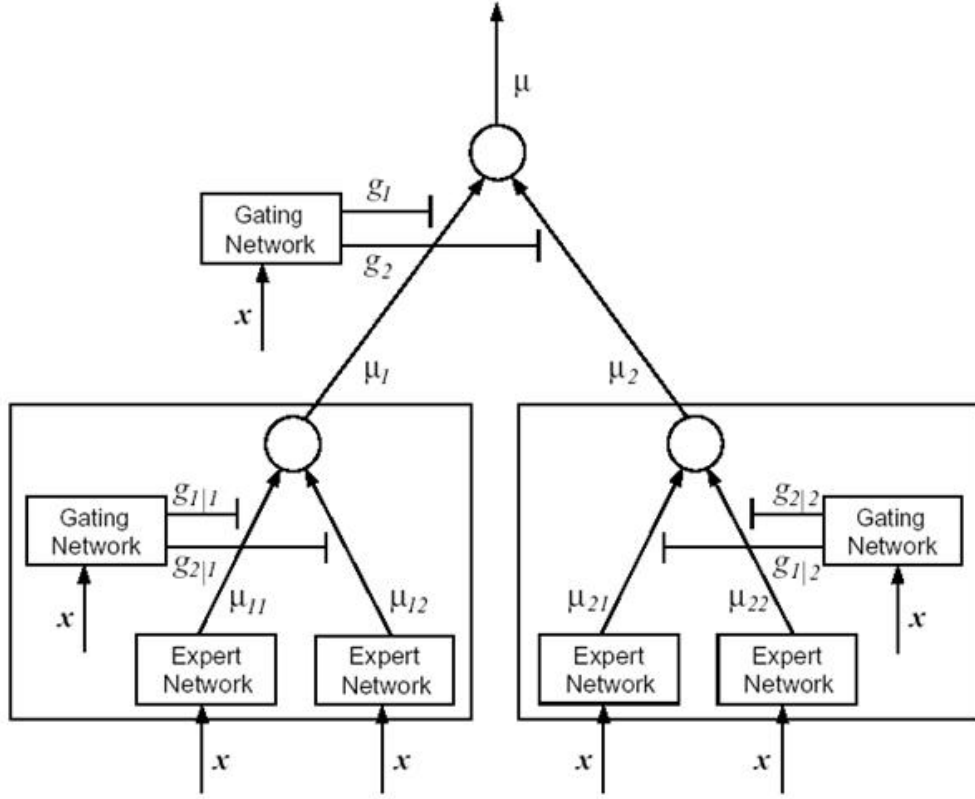 μ
g1
Gating
Network
g2
x
μ1
μ2
g1|1
Gating
Network
g2|1
x
μ11
μ12
Expert
Network
Expert
Network
x
x
g2|2
Gating
Network
g1|2
x
μ21
μ22
Expert
Network
Expert
Network
x
x